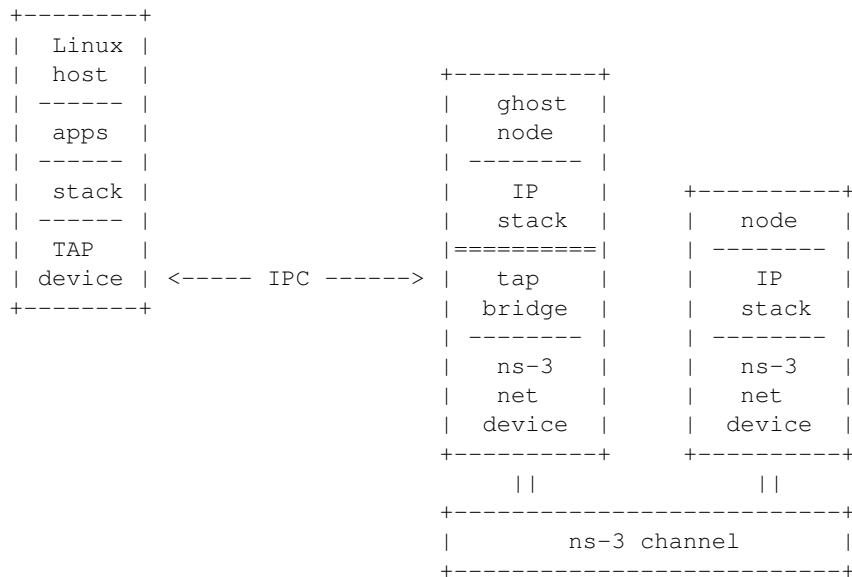 +--------+
|  Linux |
|  host  |                    +----------+
| ------ |                    |   ghost  |
|  apps  |                    |   node   |
| ------ |                    | -------- |
|  stack |                    |    IP    |     +----------+
| ------ |                    |   stack  |     |   node   |
|  TAP   |                    |==========|     | -------- |
| device | <----- IPC ------> |   tap    |     |    IP    |
+--------+                    |  bridge  |     |   stack  |
                              | -------- |     | -------- |
                              |   ns-3   |     |   ns-3   |
                              |   net    |     |   net    |
                              |  device  |     |  device  |
                              +----------+     +----------+
                                   ||               ||
                              +---------------------------+
                              |        ns-3 channel       |
                              +---------------------------+